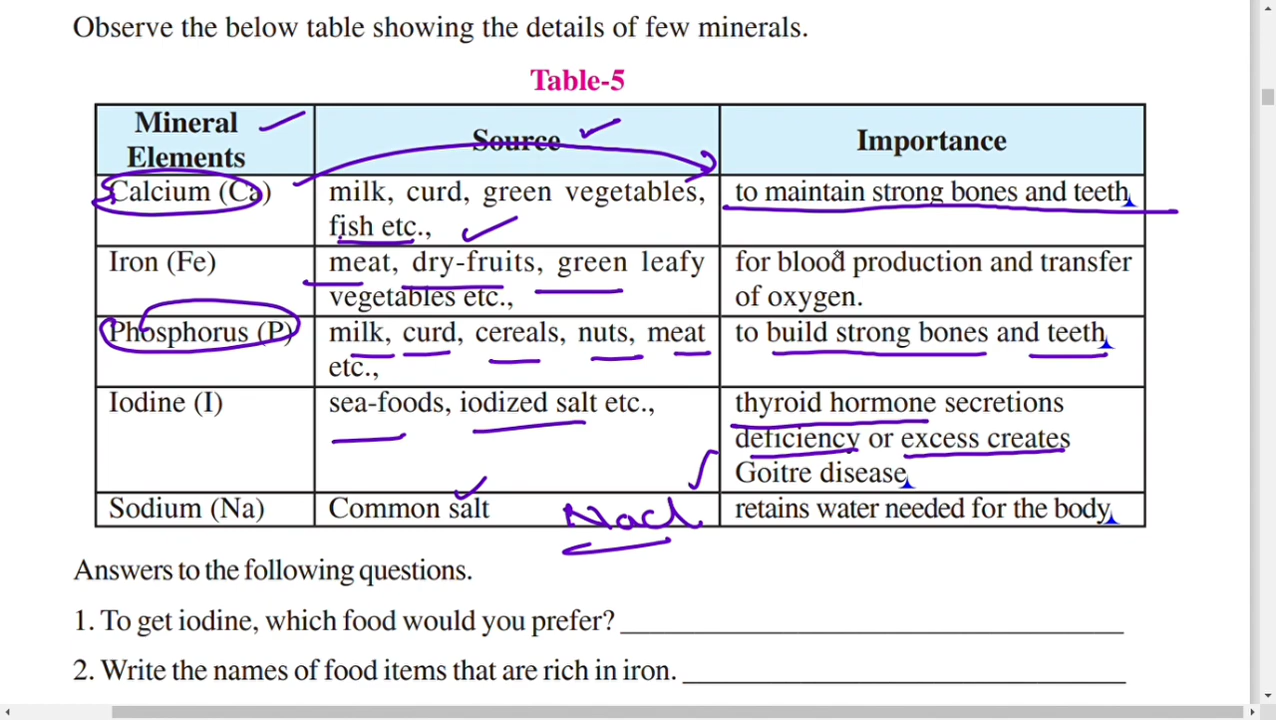 Observe the below table showing the details of few minerals.
Table-5
Mineral Elements
Source
Importance
Calcium (Ca)
milk, curd, green vegetables,
fish etc.,
to maintain strong bones and teeth
Iron (Fe)
meat, dry-fruits, green leafy
vegetables etc.,
for blood production and transfer
of oxygen.
Phosphorus (P)
milk, curd, cereals, nuts, meat
etc.,
to build strong bones and teeth
Iodine (I)
sea-foods, iodized salt etc.,
thyroid hormone secretions
deficiency or excess creates
Goitre disease
Sodium (Na)
Common salt
Nacl
retains water needed for the body
Answers to the following questions.
1. To get iodine, which food would you prefer?
2. Write the names of food items that are rich in iron.